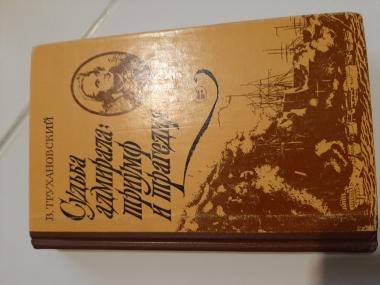 В. ТРУХАНОВСКИЙ
Судьба
адмирала:
триумф
и трагедия